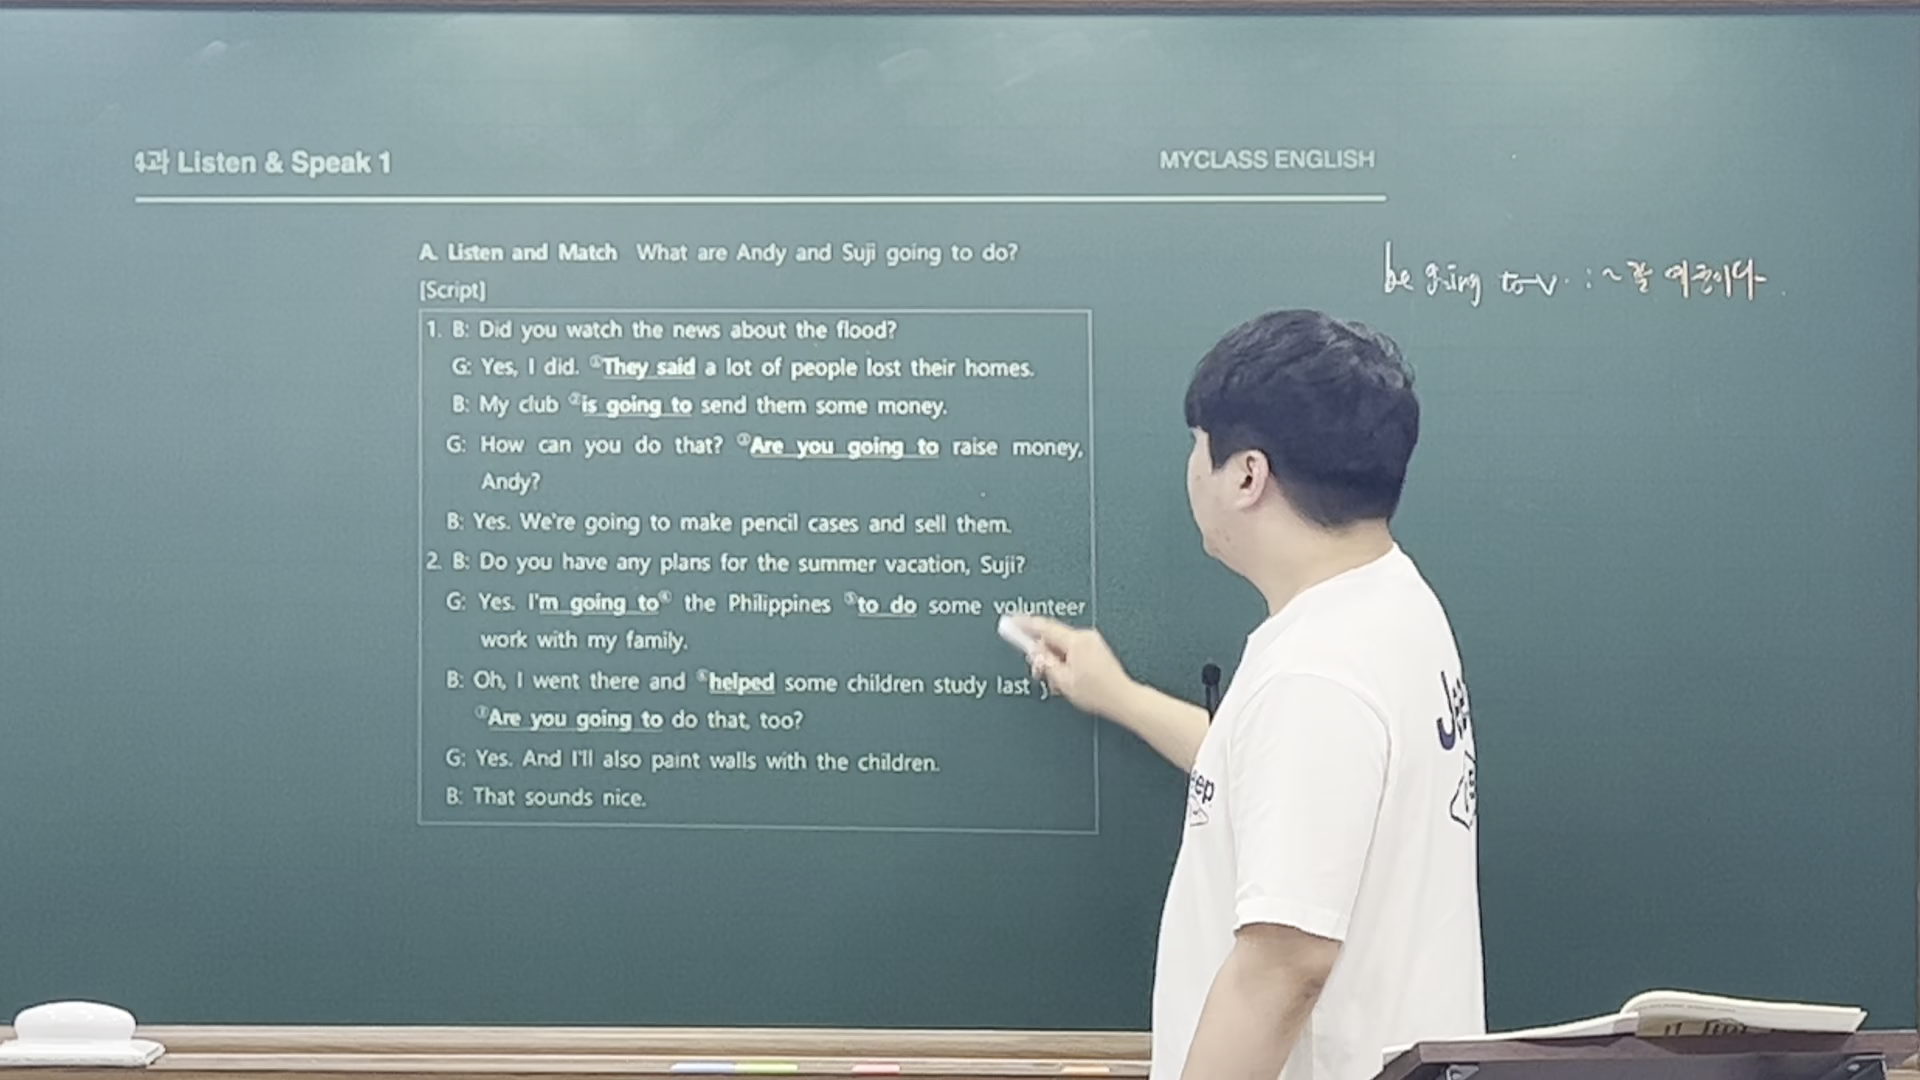 4과 Listen & Speak 1
MYCLASS ENGLISH
A. Listen and Match What are Andy and Suji going to do?
[Script]
be going to-v. : ~할 예정이다.
1. B: Did you watch the news about the flood?
G: Yes, I did. ①They said a lot of people lost their homes.
B: My club ②is going to send them some money.
G: How can you do that? ③Are you going to raise money,
Andy?
B: Yes. We're going to make pencil cases and sell them.
2. B: Do you have any plans for the summer vacation, Suji?
G: Yes. I'm going to④ the Philippines ⑤to do some volunteer
work with my family.
B: Oh, I went there and ⑥helped some children study last
⑦Are you going to do that, too?
G: Yes. And I'll also paint walls with the children.
B: That sounds nice.